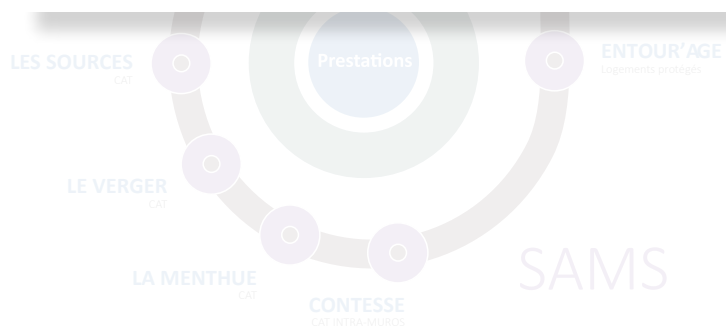 Prestations
LES SOURCES
CAT
ENTOUR'AGE
Logements protégés
LE VERGER
CAT
LA MENTHUE
CAT
CONTESSE
CAT INTRA-MUROS
SAMS